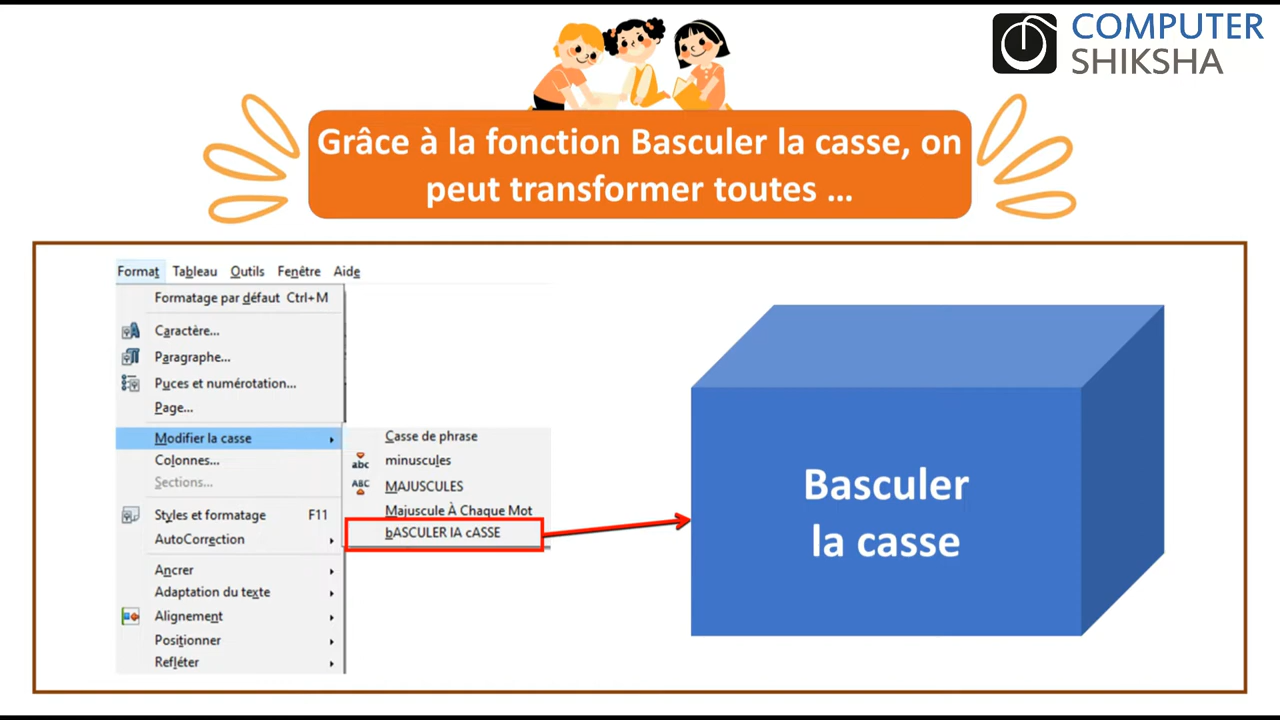 COMPUTER
SHIKSHA
Grâce à la fonction Basculer la casse, on
peut transformer toutes ...
Format Tableau Outils Fenêtre Aide
Formatage par défaut Ctrl+M
Caractère...
Paragraphe...
Puces et numérotation...
Page...
Modifier la casse
Colonnes...
Sections...
Styles et formatage F11
AutoCorrection
Ancrer
Adaptation du texte
Alignement
Positionner
Refléter
Casse de phrase
abc minuscules
ABC MAJUSCULES
Majuscule À Chaque Mot
bASCULER lA cASSE
Basculer
la casse